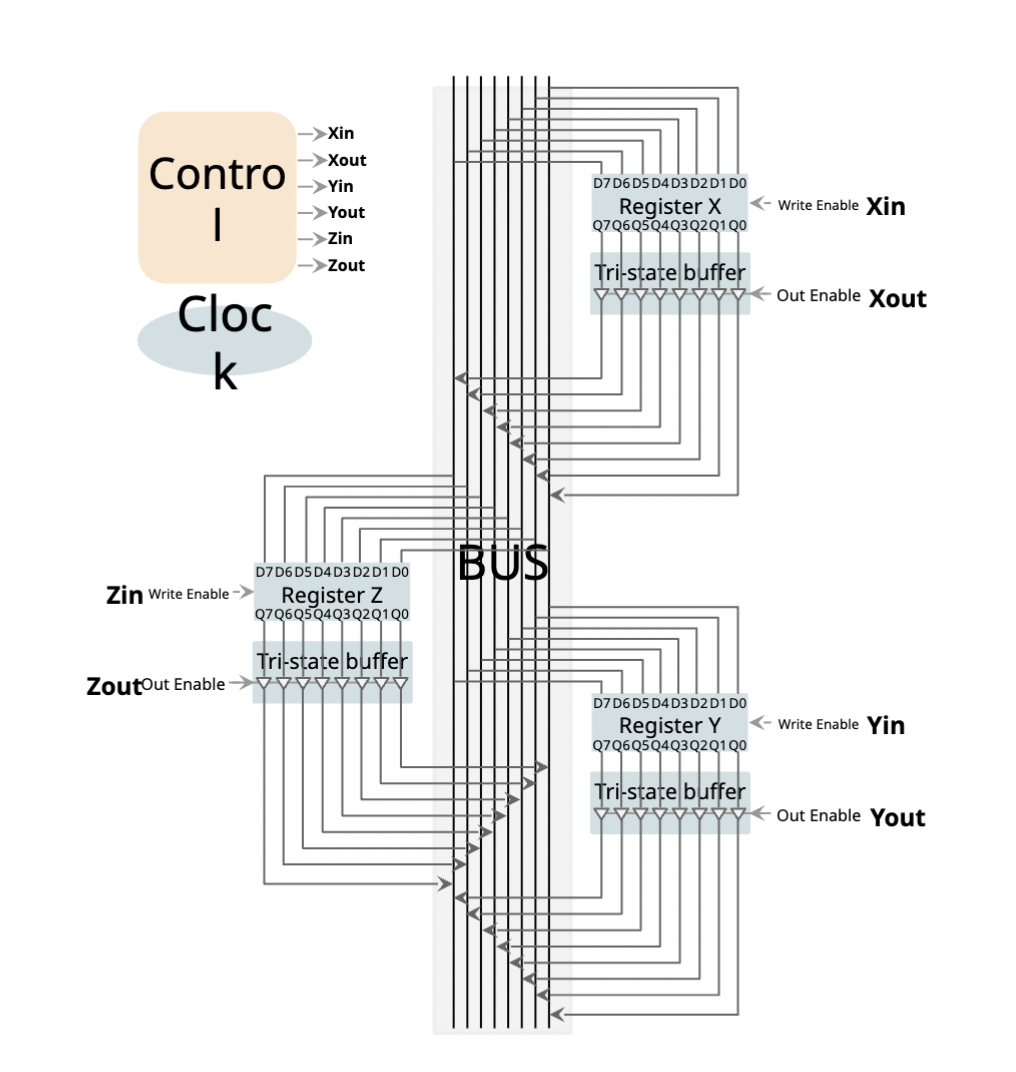 Contro
l
Xin
Xout
Yin
Yout
Zin
Zout
Cloc
k
D7 D6 D5 D4 D3 D2 D1 D0
Register X
Q7 Q6 Q5 Q4 Q3 Q2 Q1 Q0
Write Enable Xin
Tri-state buffer
Out Enable Xout
BUS
D7 D6 D5 D4 D3 D2 D1 D0
Zin Write Enable
Register Z
Q7 Q6 Q5 Q4 Q3 Q2 Q1 Q0
Tri-state buffer
Zout Out Enable
D7 D6 D5 D4 D3 D2 D1 D0
Register Y
Q7 Q6 Q5 Q4 Q3 Q2 Q1 Q0
Write Enable Yin
Tri-state buffer
Out Enable Yout